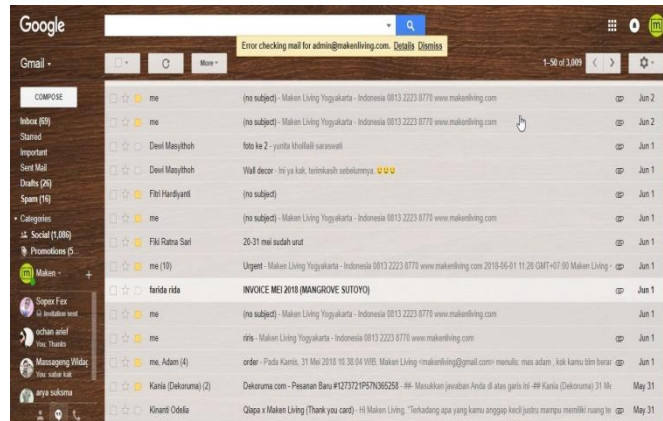 Google
Error checking mail for admin@makenliving.com. Details Dismiss
Gmail
More
1–50 of 3,009
COMPOSE
Inbox (69)
Starred
Important
Sent Mail
Drafts (26)
Spam (16)
Categories
Social (1,086)
Promotions (5...
Maken
+
Sopex Fex
Invitation sent
ochan arief
You: Thanks
Massageng Widag
You: sabar kak
arya suksma
me (no subject) - Maken Living Yogyakarta - Indonesia 0813 2223 8770 www.makenliving.com Jun 2
me (no subject) - Maken Living Yogyakarta - Indonesia 0813 2223 8770 www.makenliving.com Jun 2
Dewi Masyithoh foto ke 2 - yunita kholilaili saraswati Jun 1
Dewi Masyithoh Wall decor - Ini ya kak, terimkasih sebelumnya. Jun 1
Fitri Hardiyanti (no subject) Jun 1
me (no subject) - Maken Living Yogyakarta - Indonesia 0813 2223 8770 www.makenliving.com Jun 1
Fiki Ratna Sari 20-31 mei sudah urut Jun 1
me (10) Urgent - Maken Living Yogyakarta - Indonesia 0813 2223 8770 www.makenliving.com 2018-06-01 11:28 GMT+07:00 Maken Living - Jun 1
farida rida INVOICE MEI 2018 (MANGROVE SUTOYO) Jun 1
me (no subject) - Maken Living Yogyakarta - Indonesia 0813 2223 8770 www.makenliving.com Jun 1
me riris - Maken Living Yogyakarta - Indonesia 0813 2223 8770 www.makenliving.com Jun 1
me, Adam (4) order - Pada Kamis, 31 Mei 2018 10.38.04 WIB, Maken Living <makenliving@gmail.com> menulis: mas adam , kok kamu blm berar Jun 1
Kania (Dekoruma) (2) Dekoruma.com - Pesanan Baru #1273721P57N365258 - ##- Masukkan jawaban Anda di atas garis ini -## Kania (Dekoruma) 31 Me May 31
Kinanti Odelia Qlapa x Maken Living (Thank you card) - Hi Maken Living, "Terkadang apa yang kamu anggap kecil justru mampu memiliki ruang te May 31